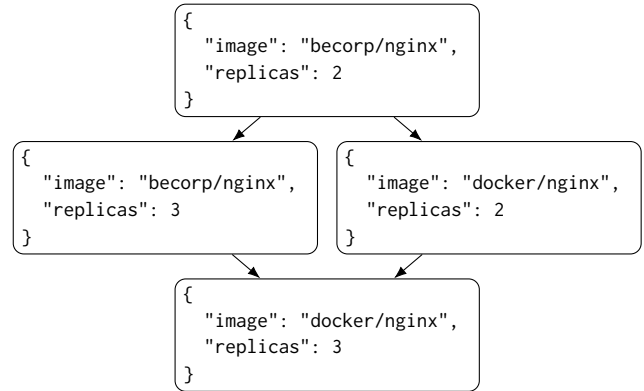 {
  "image": "becorp/nginx",
  "replicas": 2
}
{
  "image": "becorp/nginx",
  "replicas": 3
}
{
  "image": "docker/nginx",
  "replicas": 2
}
{
  "image": "docker/nginx",
  "replicas": 3
}